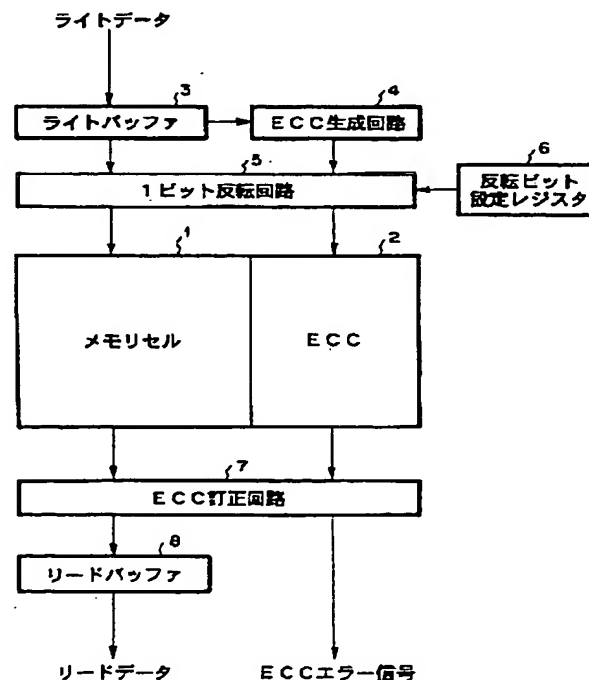 ライトデータ
3
ライトバッファ
4
ECC生成回路
5
1ビット反転回路
6
反転ビット
設定レジスタ
1
メモリセル
2
ECC
7
ECC訂正回路
8
リードバッファ
リードデータ
ECCエラー信号